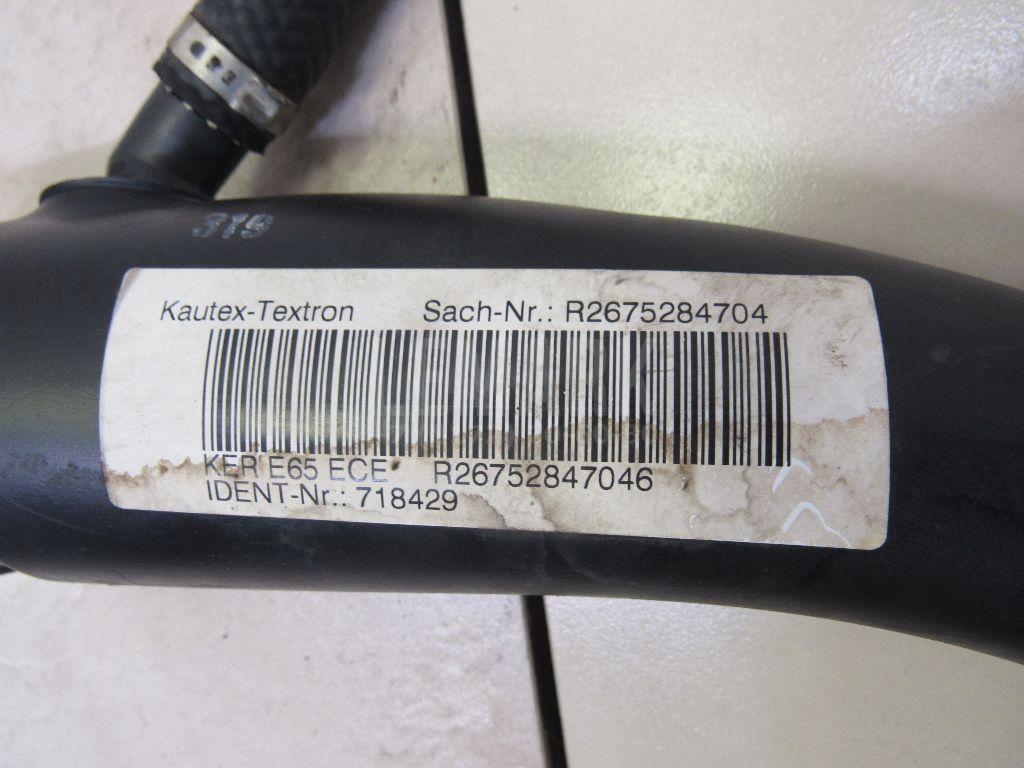 319
Kautex-Textron Sach-Nr.: R2675284704
KER E65 ECE R26752847046
IDENT-Nr.: 718429